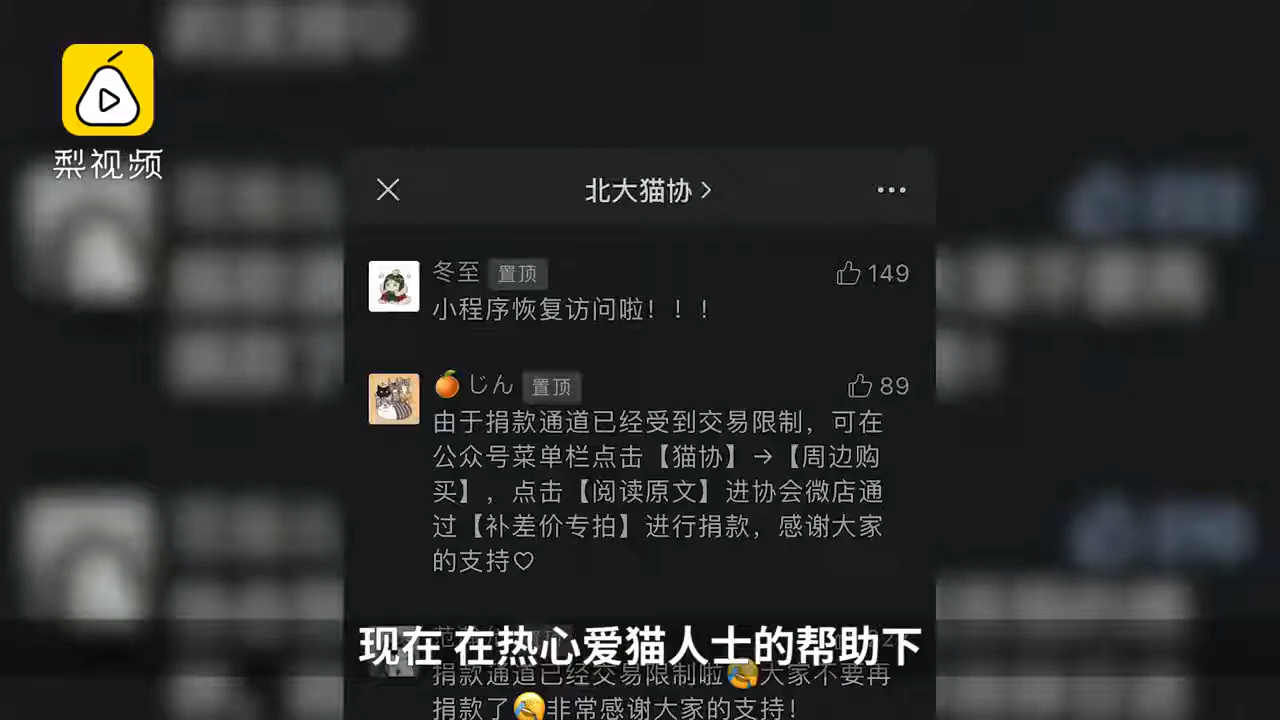 梨视频
北大猫协
冬至 置顶
149
小程序恢复访问啦！！！
じん 置顶
89
由于捐款通道已经受到交易限制，可在
公众号菜单栏点击【猫协】→【周边购
买】，点击【阅读原文】进协会微店通
过【补差价专拍】进行捐款，感谢大家
的支持♡
现在 在热心爱猫人士的帮助下
捐款通道已经交易限制啦😂大家不要再
捐款了😂非常感谢大家的支持！